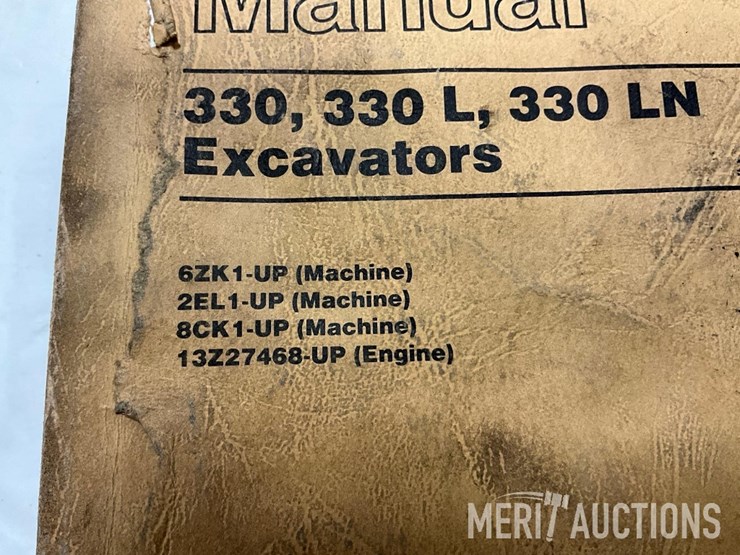 Manual
330, 330 L, 330 LN
Excavators
6ZK1-UP (Machine)
2EL1-UP (Machine)
8CK1-UP (Machine)
13Z27468-UP (Engine)
MERIT AUCTIONS